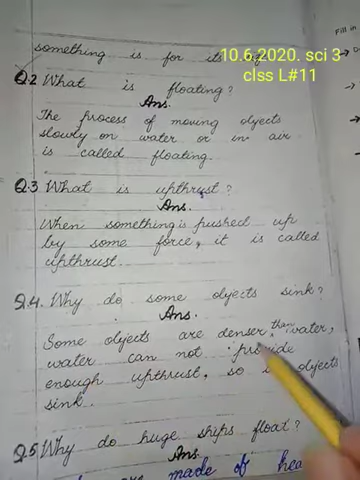 something is for its
10.6.2020. sci 3
clss L#11
Fill in
Q.2 What is floating?
Ans.
The process of moving objects
slowly on water or in air
is called floating.
Q.3 What is upthrust?
Ans.
When something is pushed up
by some force, it is called
upthrust.
Q.4. Why do some objects sink?
Ans.
Some objects are denser than water,
water can not provide
enough upthrust, so objects
sink.
Q.5 Why do huge ships float?
Ans
are made of hea